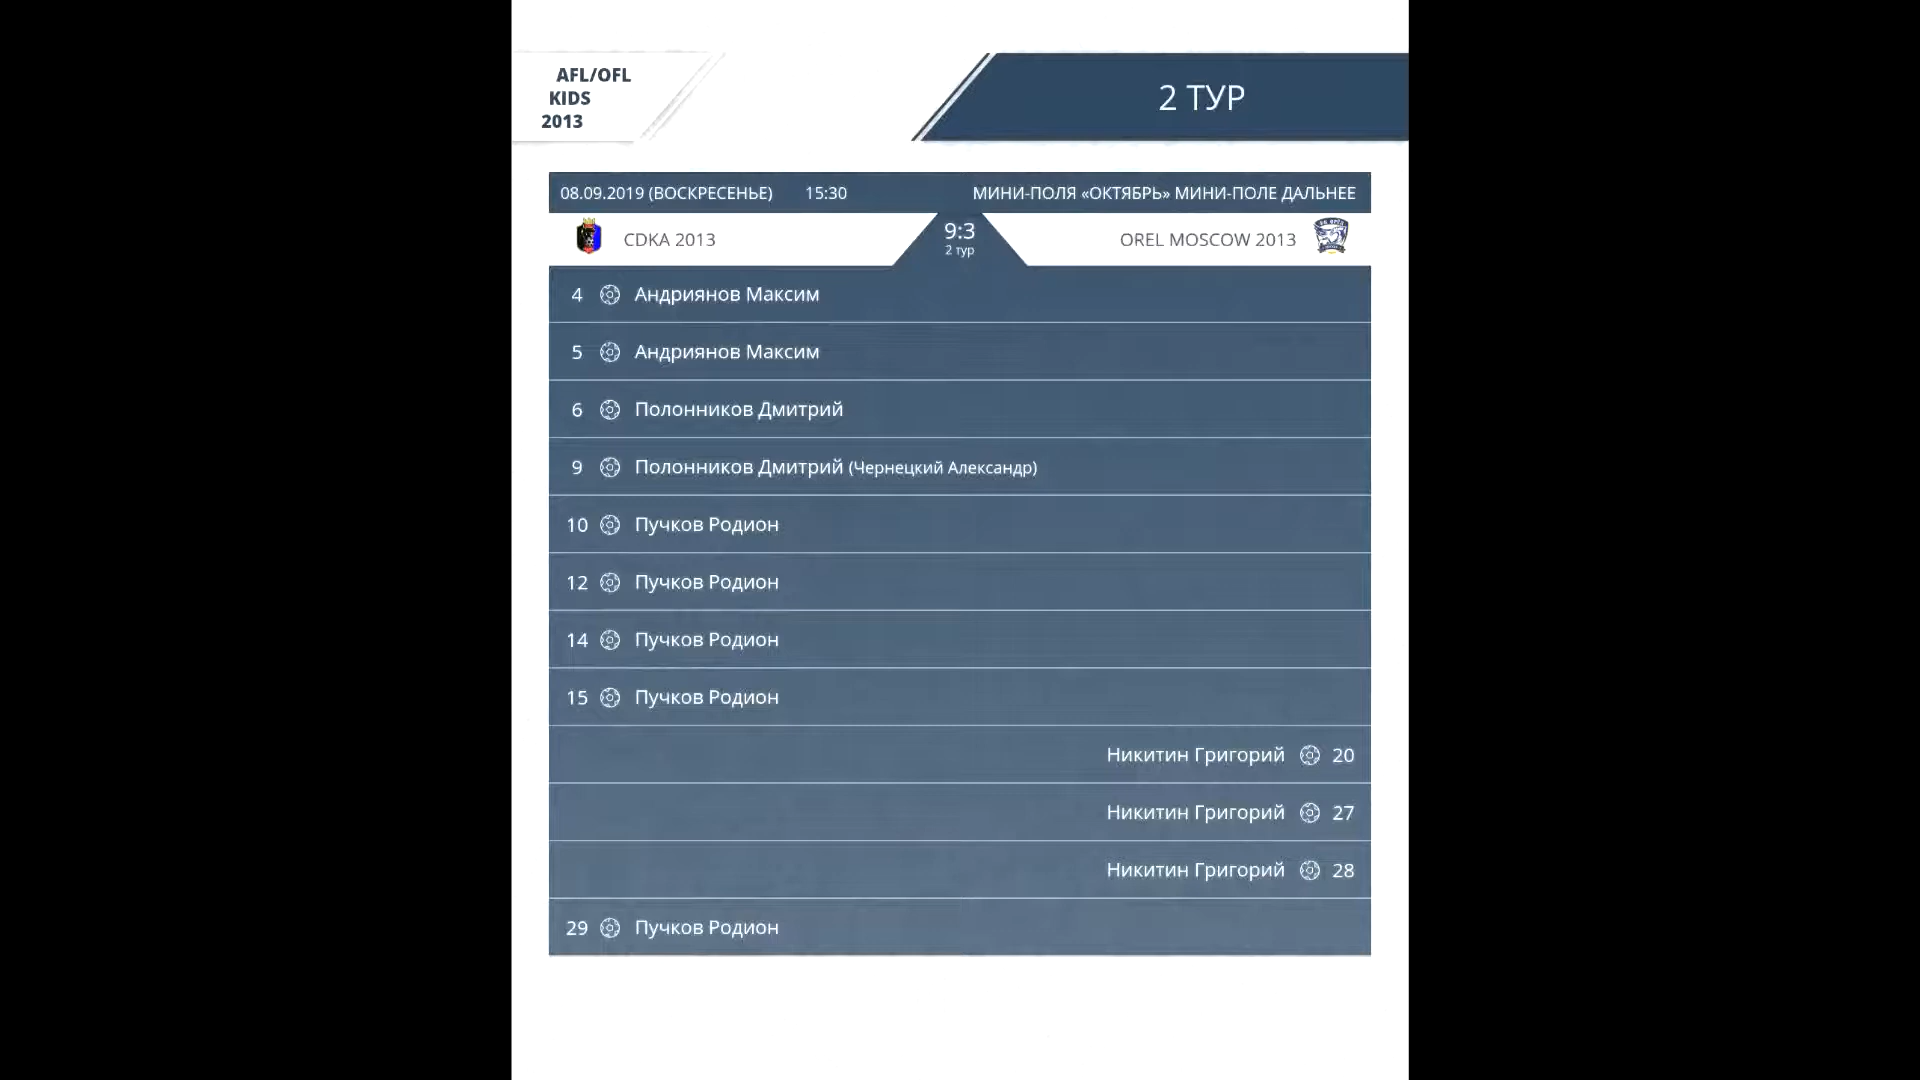 AFL/OFL
KIDS
2013
2 ТУР
08.09.2019 (ВОСКРЕСЕНЬЕ) 15:30 МИНИ-ПОЛЯ «ОКТЯБРЬ» МИНИ-ПОЛЕ ДАЛЬНЕЕ
CDKA 2013 9:3 OREL MOSCOW 2013
2 тур
4 Андриянов Максим
5 Андриянов Максим
6 Полонников Дмитрий
9 Полонников Дмитрий (Чернецкий Александр)
10 Пучков Родион
12 Пучков Родион
14 Пучков Родион
15 Пучков Родион
Никитин Григорий 20
Никитин Григорий 27
Никитин Григорий 28
29 Пучков Родион